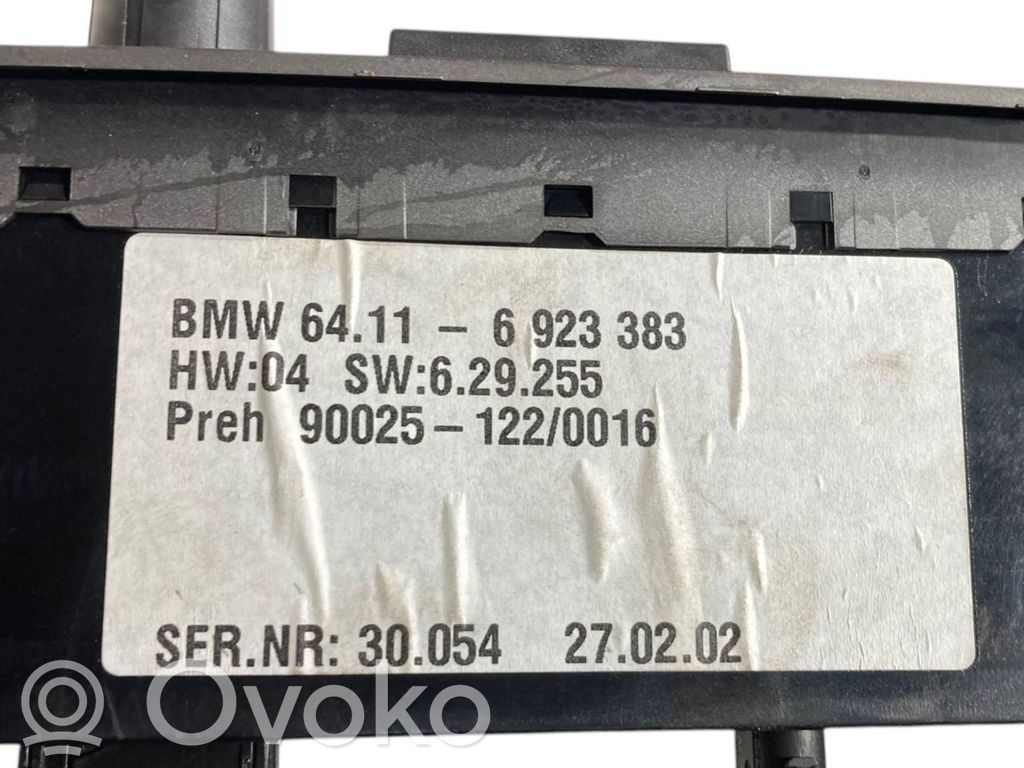 BMW 64.11 - 6 923 383
HW:04 SW:6.29.255
Preh 90025-122/0016
SER.NR: 30.054 27.02.02
Ovoko